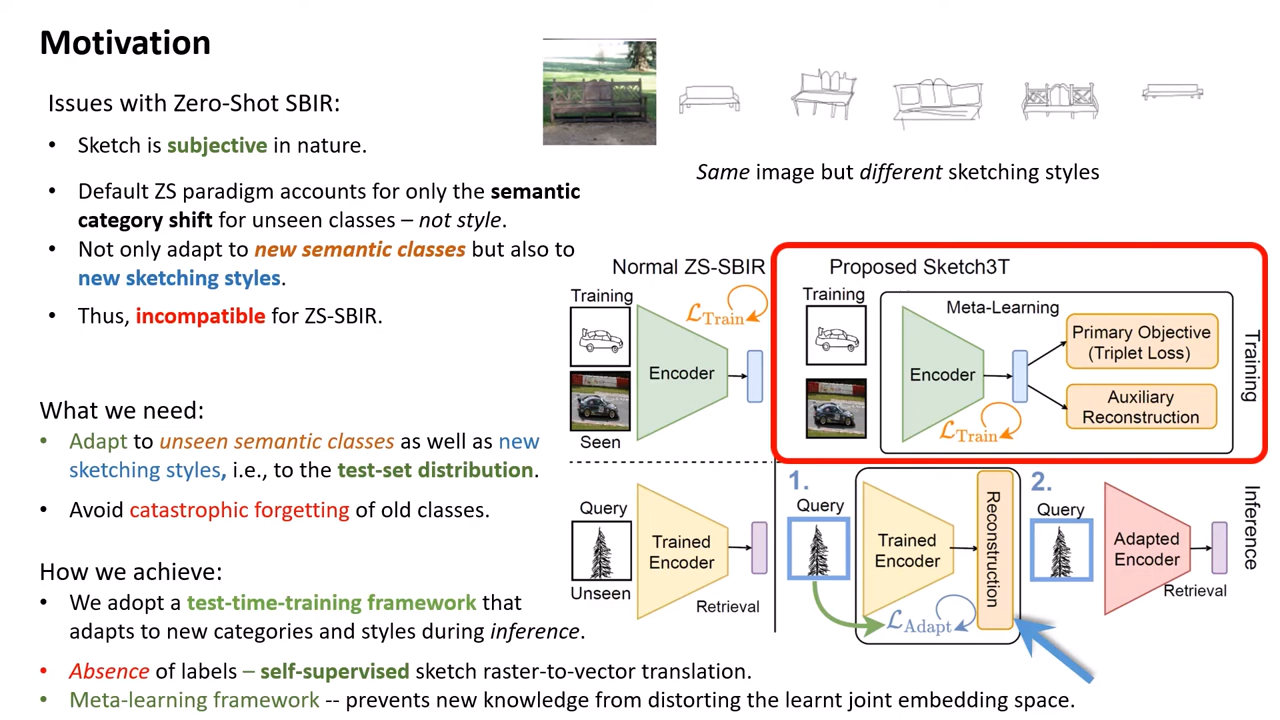 Motivation
Issues with Zero-Shot SBIR:
• Sketch is subjective in nature.
• Default ZS paradigm accounts for only the semantic
category shift for unseen classes – not style.
• Not only adapt to new semantic classes but also to
new sketching styles.
• Thus, incompatible for ZS-SBIR.
What we need:
• Adapt to unseen semantic classes as well as new
sketching styles, i.e., to the test-set distribution.
• Avoid catastrophic forgetting of old classes.
How we achieve:
• We adopt a test-time-training framework that
adapts to new categories and styles during inference.
• Absence of labels – self-supervised sketch raster-to-vector translation.
• Meta-learning framework -- prevents new knowledge from distorting the learnt joint embedding space.
Same image but different sketching styles
Normal ZS-SBIR
Training
ℒTrain
Encoder
Seen
Proposed Sketch3T
Training
Meta-Learning
Encoder
ℒTrain
Primary Objective
(Triplet Loss)
Auxiliary
Reconstruction
Training
Query
Unseen
Trained
Encoder
Retrieval
1.
Query
Trained
Encoder
Reconstruction
ℒAdapt
2.
Query
Adapted
Encoder
Retrieval
Inference